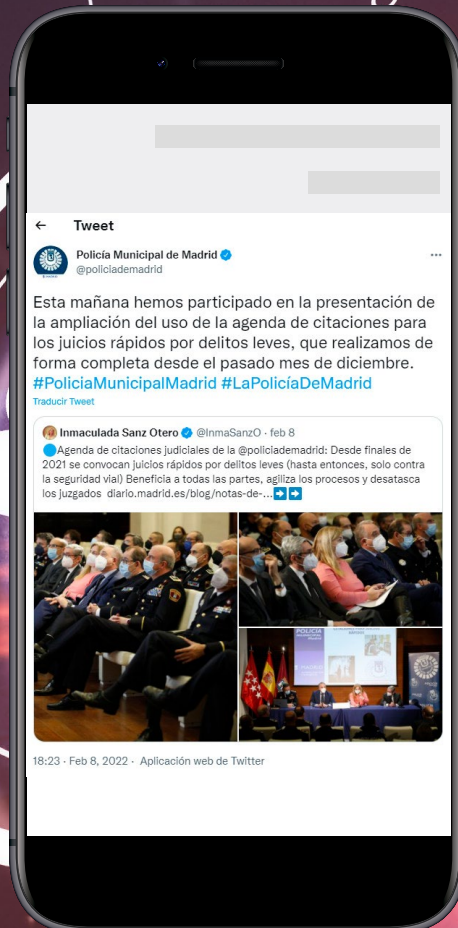 Tweet
Policía Municipal de Madrid
@policiademadrid
Esta mañana hemos participado en la presentación de
la ampliación del uso de la agenda de citaciones para
los juicios rápidos por delitos leves, que realizamos de
forma completa desde el pasado mes de diciembre.
#PoliciaMunicipalMadrid #LaPolicíaDeMadrid
Traducir Tweet
Inmaculada Sanz Otero @InmaSanzO · feb 8
Agenda de citaciones judiciales de la @policiademadrid: Desde finales de
2021 se convocan juicios rápidos por delitos leves (hasta entonces, solo contra
la seguridad vial) Beneficia a todas las partes, agiliza los procesos y desatasca
los juzgados diario.madrid.es/blog/notas-de-...
POLICÍA
18:23 · Feb 8, 2022 · Aplicación web de Twitter